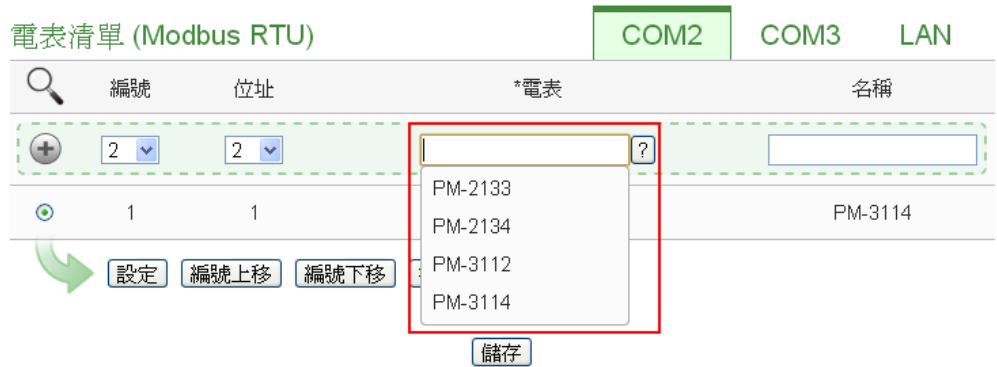 電表清單 (Modbus RTU) COM2 COM3 LAN
編號 位址 *電表 名稱
2 2 ?
PM-2133
1 1 PM-3114
PM-2134
設定 編號上移 編號下移 PM-3112
PM-3114
儲存